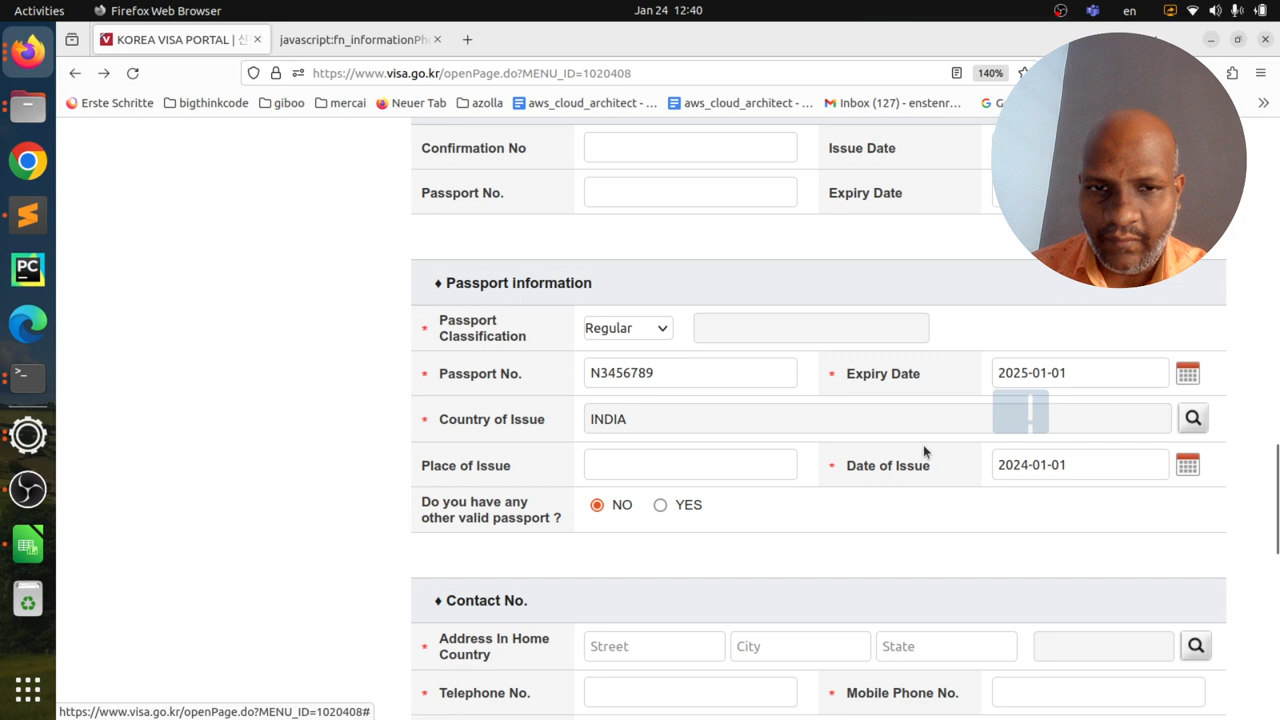 Activities Firefox Web Browser Jan 24 12:40 en
KOREA VISA PORTAL | 신 javascript:fn_informationPh
https://www.visa.go.kr/openPage.do?MENU_ID=1020408 140%
Erste Schritte bigthinkcode giboo mercai Neuer Tab azolla aws_cloud_architect - ... aws_cloud_architect - ... Inbox (127) - enstenr...
Confirmation No Issue Date
Passport No. Expiry Date
♦ Passport information
* Passport Classification Regular
* Passport No. N3456789 * Expiry Date 2025-01-01
* Country of Issue INDIA
Place of Issue * Date of Issue 2024-01-01
Do you have any
other valid passport ? NO YES
♦ Contact No.
* Address In Home Country Street City State
* Telephone No. * Mobile Phone No.
https://www.visa.go.kr/openPage.do?MENU_ID=1020408#